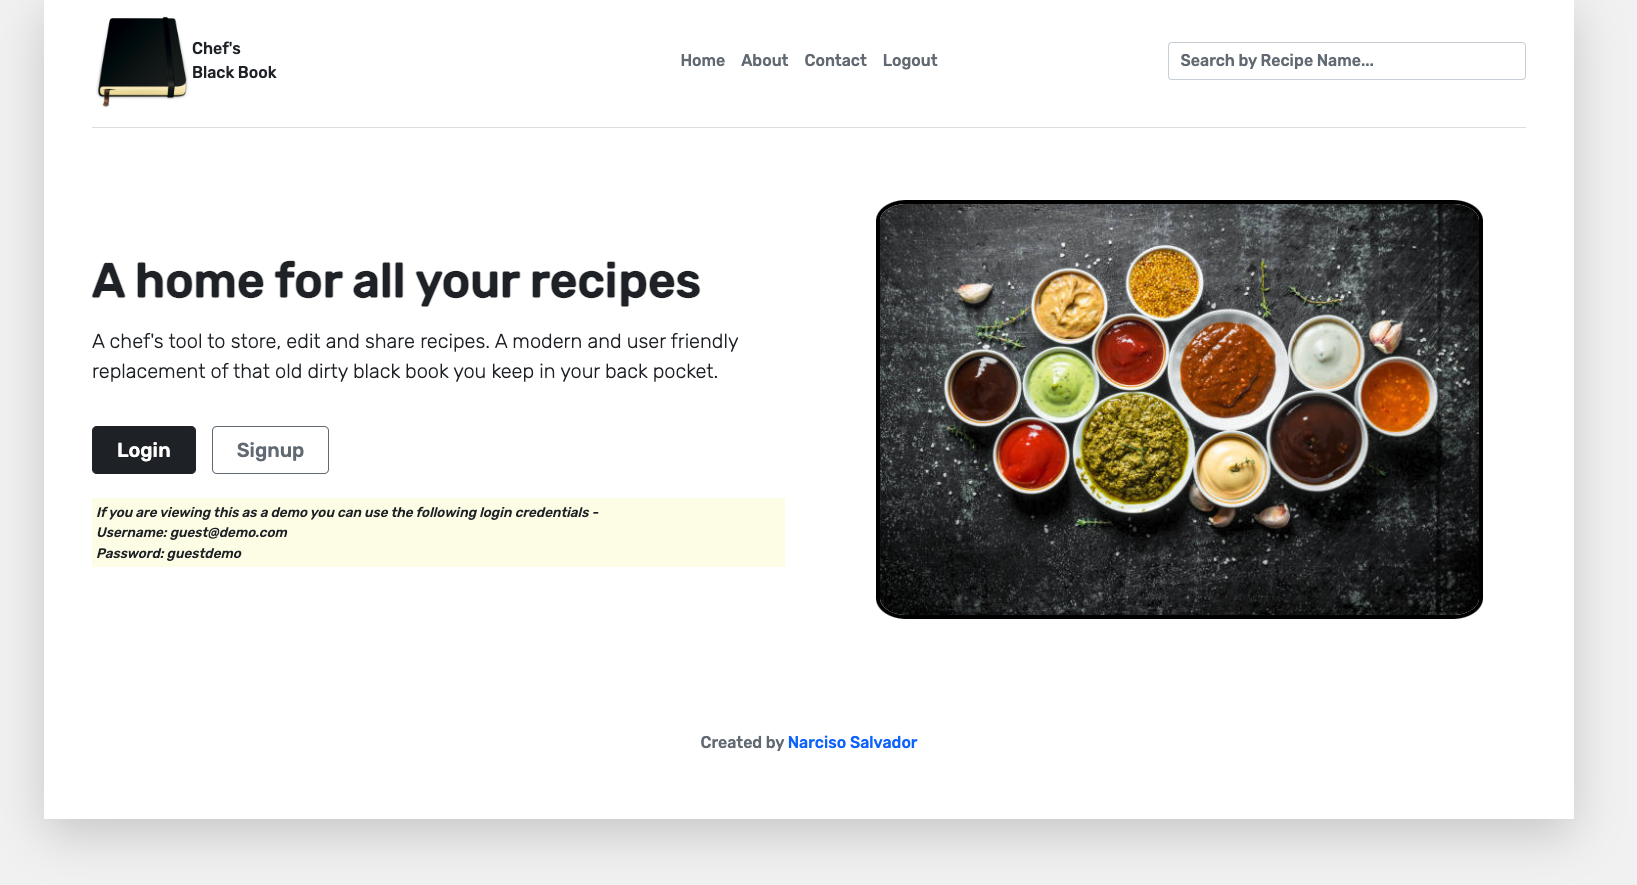 Chef's
Black Book
Home About Contact Logout
Search by Recipe Name...
A home for all your recipes
A chef's tool to store, edit and share recipes. A modern and user friendly
replacement of that old dirty black book you keep in your back pocket.
Login Signup
If you are viewing this as a demo you can use the following login credentials -
Username: guest@demo.com
Password: guestdemo
Created by Narciso Salvador